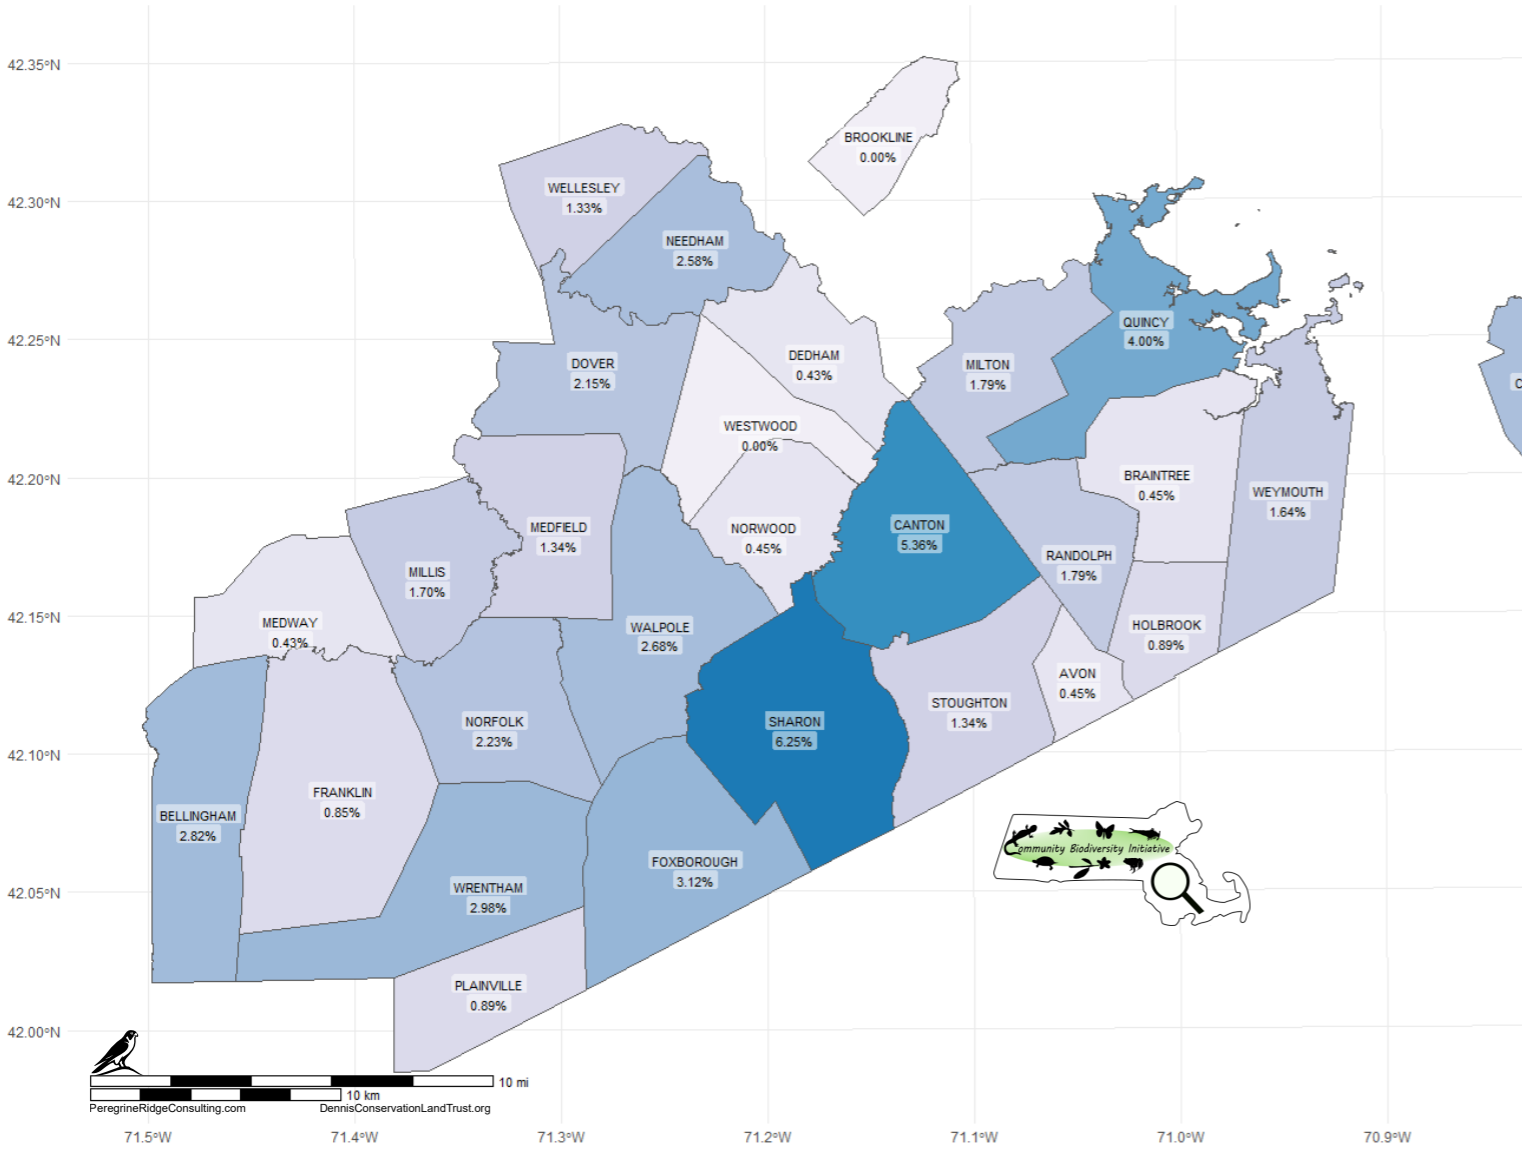 42.35°N
BROOKLINE
0.00%
42.30°N
WELLESLEY
1.33%
NEEDHAM
2.58%
42.25°N
QUINCY
4.00%
DOVER
2.15%
DEDHAM
0.43%
MILTON
1.79%
C
WESTWOOD
0.00%
42.20°N
BRAINTREE
0.45%
WEYMOUTH
1.64%
MEDFIELD
1.34%
NORWOOD
0.45%
CANTON
5.36%
RANDOLPH
1.79%
MILLIS
1.70%
42.15°N
MEDWAY
0.43%
WALPOLE
2.68%
HOLBROOK
0.89%
AVON
0.45%
STOUGHTON
1.34%
42.10°N
NORFOLK
2.23%
SHARON
6.25%
FRANKLIN
0.85%
BELLINGHAM
2.82%
Community Biodiversity Initiative
FOXBOROUGH
3.12%
42.05°N
WRENTHAM
2.98%
PLAINVILLE
0.89%
42.00°N
10 mi
10 km
PeregrineRidgeConsulting.com
DennisConservationLandTrust.org
71.5°W
71.4°W
71.3°W
71.2°W
71.1°W
71.0°W
70.9°W